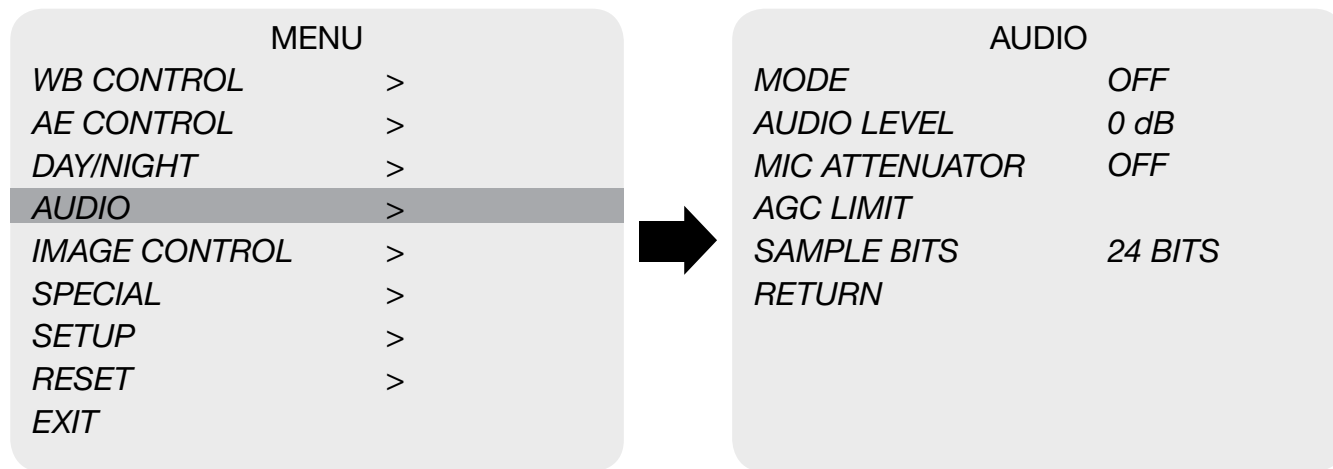 MENU
WB CONTROL >
AE CONTROL >
DAY/NIGHT >
AUDIO >
IMAGE CONTROL >
SPECIAL >
SETUP >
RESET >
EXIT
AUDIO
MODE OFF
AUDIO LEVEL 0 dB
MIC ATTENUATOR OFF
AGC LIMIT
SAMPLE BITS 24 BITS
RETURN